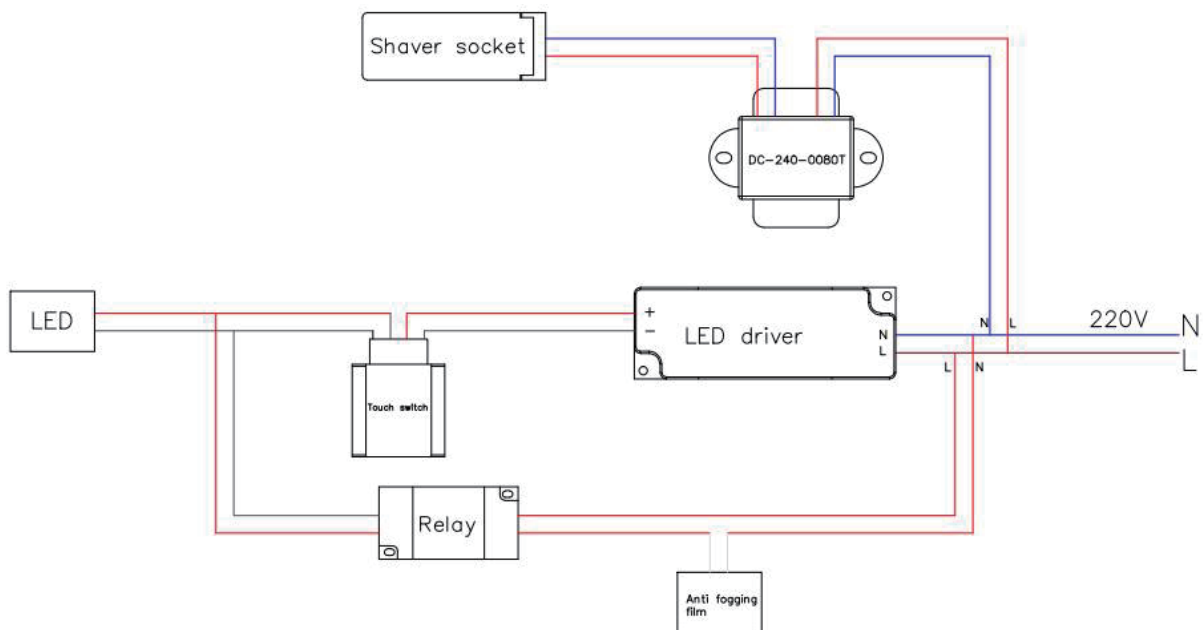 Shaver socket
DC-240-0080T
LED
+
−
LED driver
N
L
N
L
220V
N
L
L
N
Touch switch
Relay
Anti fogging
film